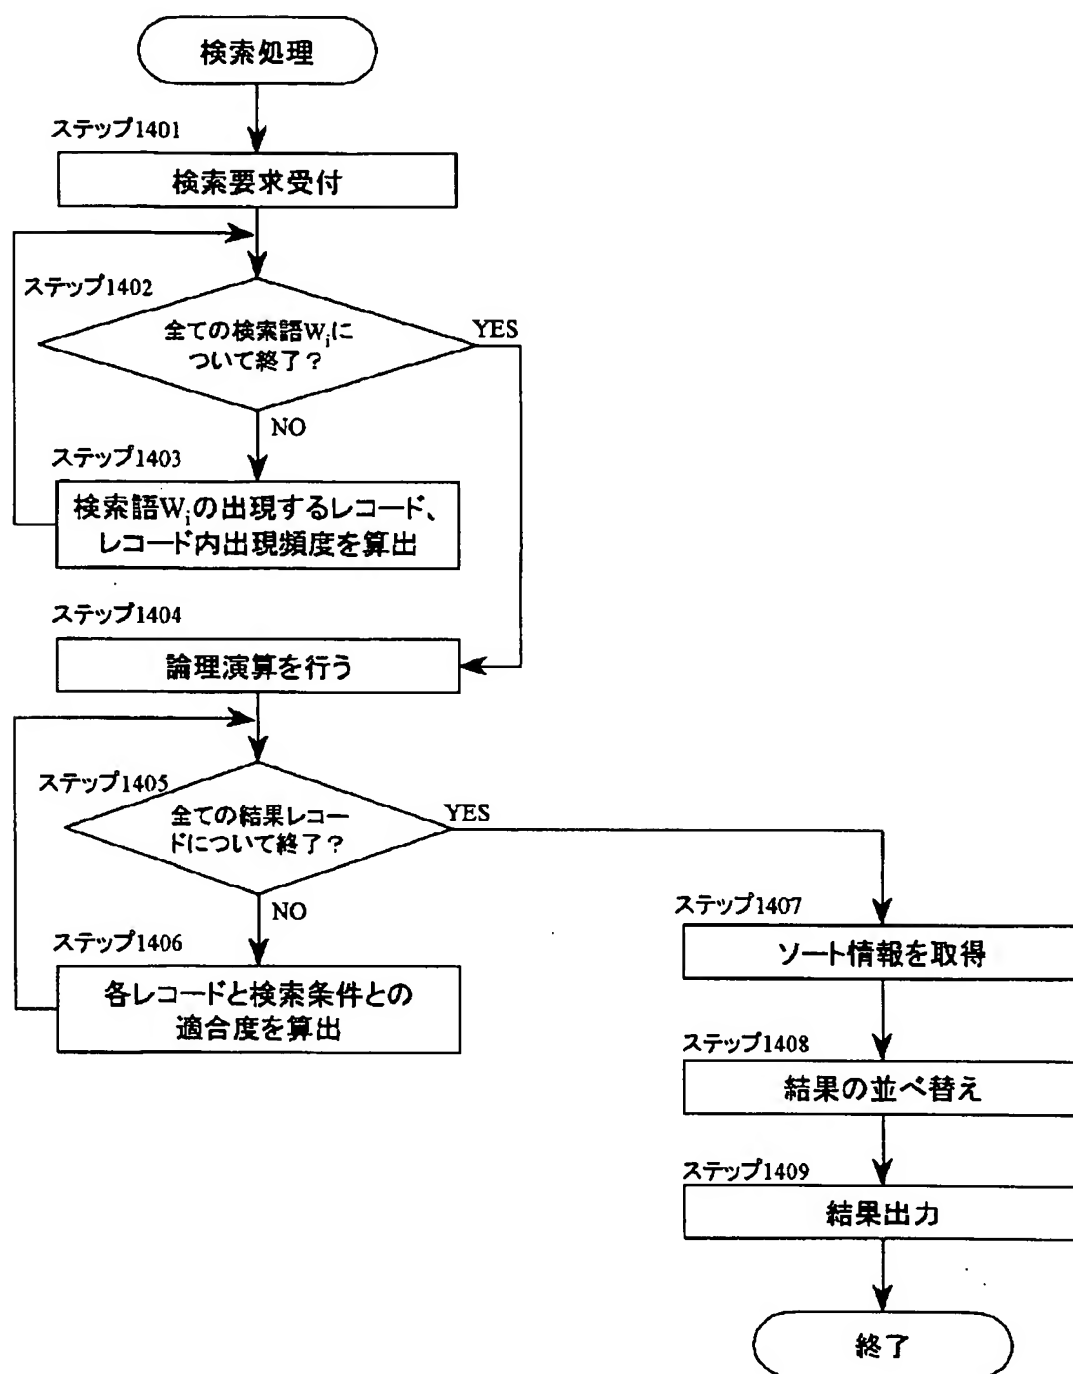 検索処理
ステップ1401
検索要求受付
ステップ1402
全ての検索語Wiに
ついて終了?
YES
NO
ステップ1403
検索語Wiの出現するレコード、
レコード内出現頻度を算出
ステップ1404
論理演算を行う
ステップ1405
全ての結果レコー
ドについて終了?
YES
NO
ステップ1406
各レコードと検索条件との
適合度を算出
ステップ1407
ソート情報を取得
ステップ1408
結果の並べ替え
ステップ1409
結果出力
終了